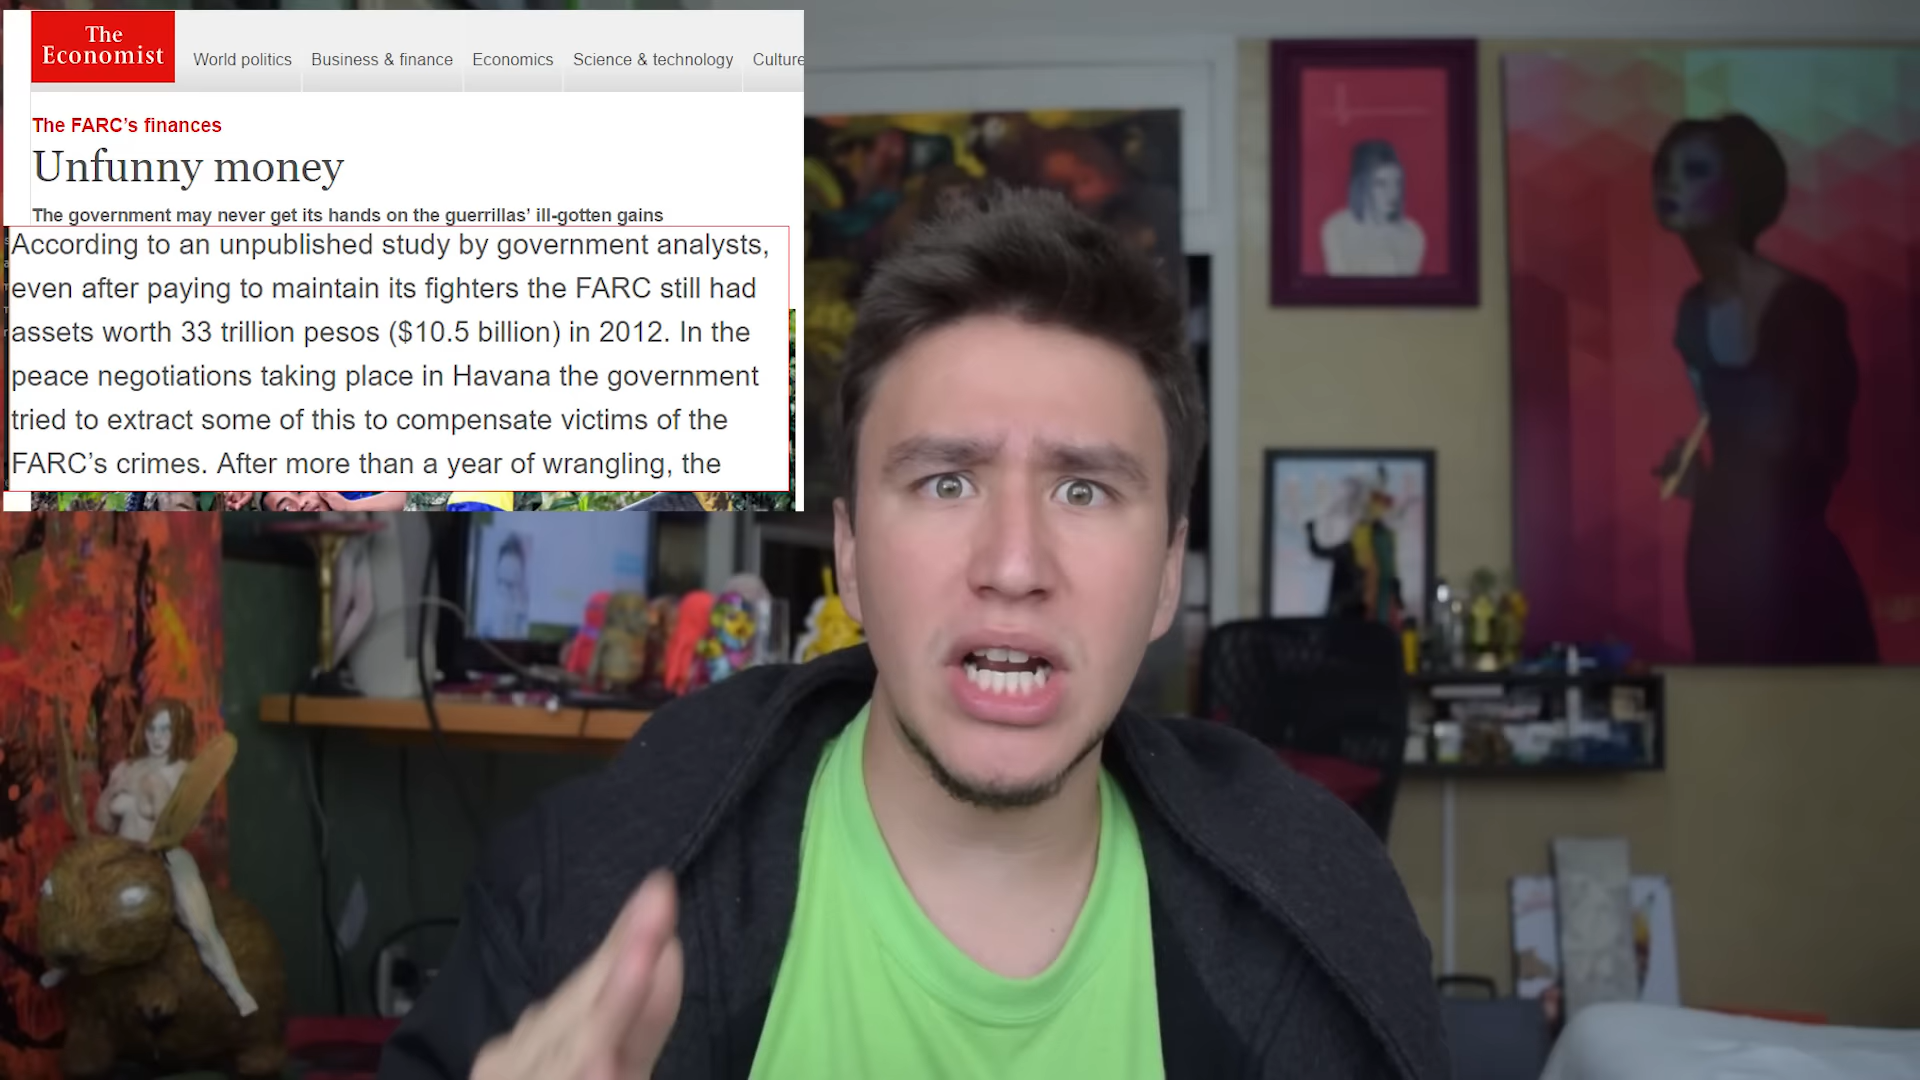 The
Economist
World politics Business & finance Economics Science & technology Culture
The FARC's finances
Unfunny money
The government may never get its hands on the guerrillas' ill-gotten gains
According to an unpublished study by government analysts,
even after paying to maintain its fighters the FARC still had
assets worth 33 trillion pesos ($10.5 billion) in 2012. In the
peace negotiations taking place in Havana the government
tried to extract some of this to compensate victims of the
FARC's crimes. After more than a year of wrangling, the